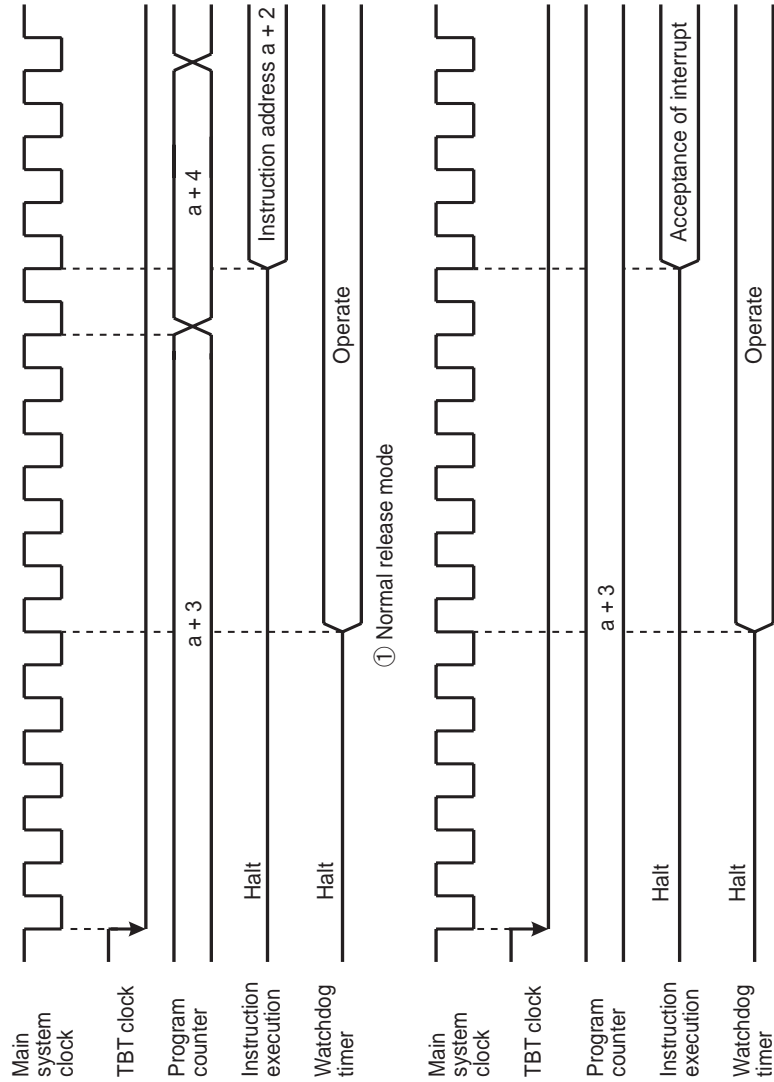 Main
system
clock
TBT clock
Program
counter
a + 3
a + 4
Instruction
execution
Halt
Instruction address a + 2
Watchdog
timer
Halt
Operate
① Normal release mode
Main
system
clock
TBT clock
Program
counter
a + 3
Instruction
execution
Halt
Acceptance of interrupt
Watchdog
timer
Halt
Operate